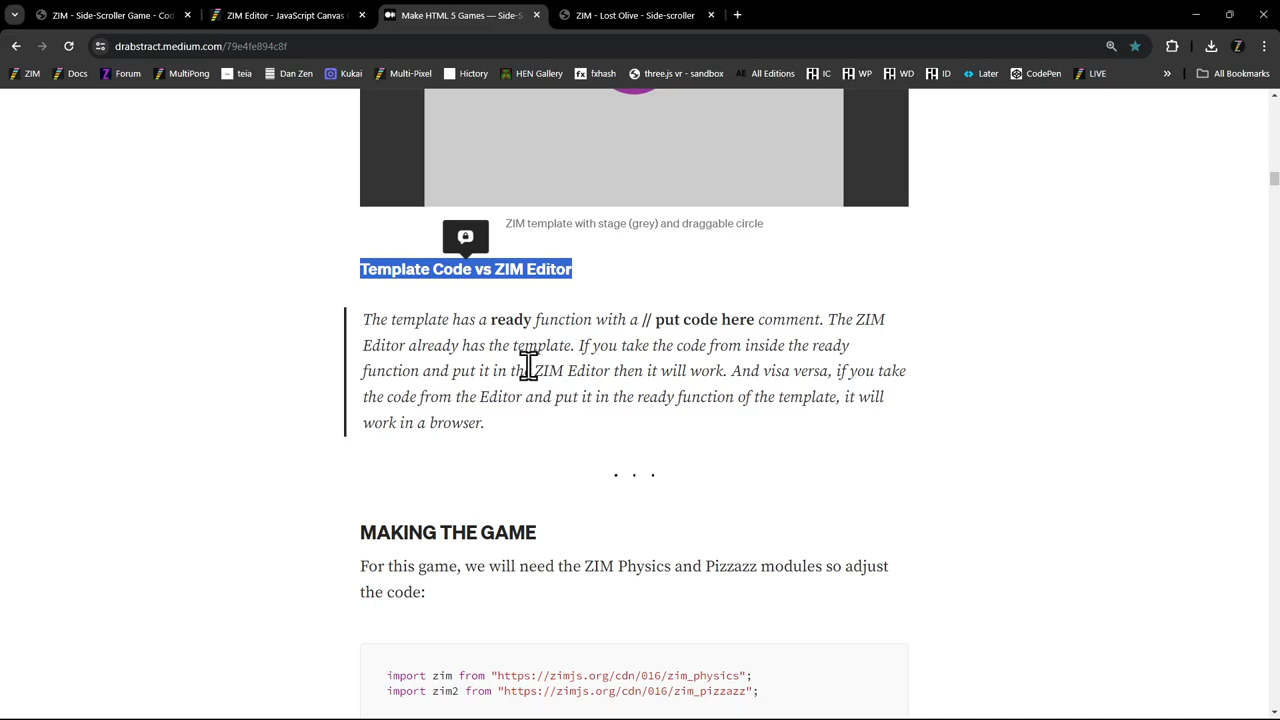 ZIM - Side-Scroller Game - Cod
ZIM Editor - JavaScript Canvas C
Make HTML 5 Games — Side-S
ZIM - Lost Olive - Side-scroller
drabstract.medium.com/79e4fe894c8f
ZIM Docs Forum MultiPong teia Dan Zen Kukai Multi-Pixel Hictory HEN Gallery fx fxhash three.js vr - sandbox AE All Editions IC WP WD ID Later CodePen LIVE » All Bookmarks
ZIM template with stage (grey) and draggable circle
Template Code vs ZIM Editor
The template has a ready function with a // put code here comment. The ZIM
Editor already has the template. If you take the code from inside the ready
function and put it in the ZIM Editor then it will work. And visa versa, if you take
the code from the Editor and put it in the ready function of the template, it will
work in a browser.
. . .
MAKING THE GAME
For this game, we will need the ZIM Physics and Pizzazz modules so adjust
the code:
import zim from "https://zimjs.org/cdn/016/zim_physics";
import zim2 from "https://zimjs.org/cdn/016/zim_pizzazz";